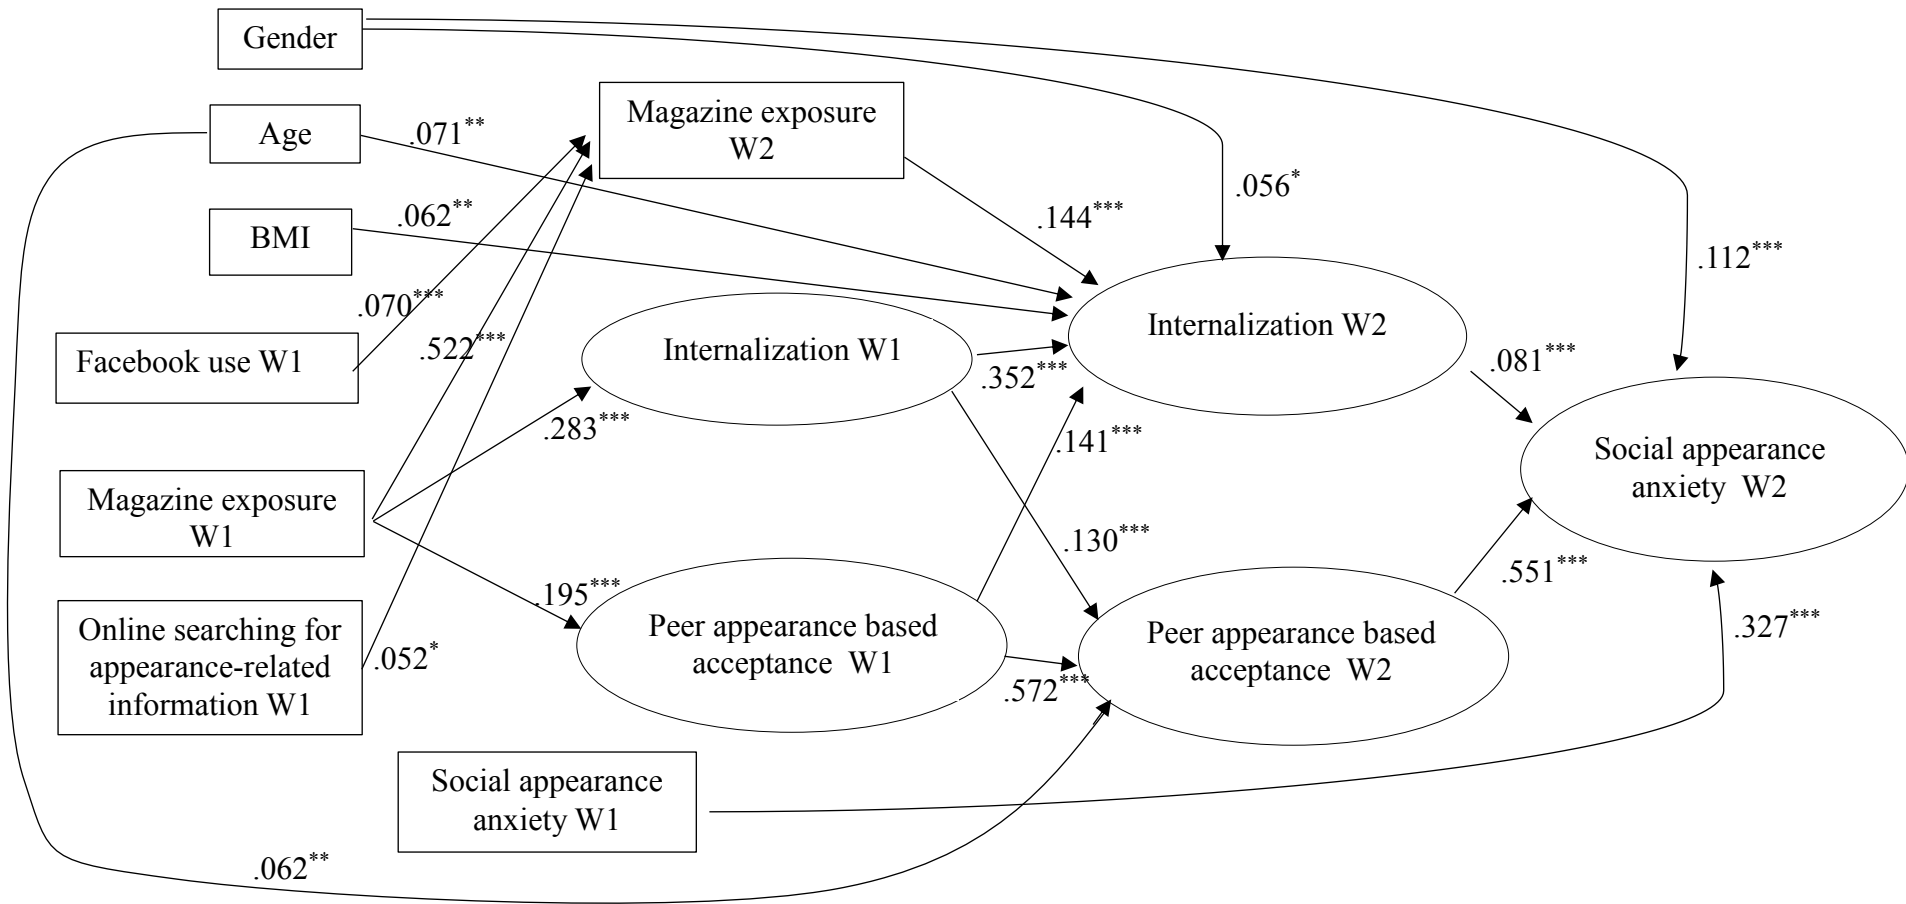 Gender
Magazine exposure
W2
Age
.071**
.056*
.144***
.062**
BMI
.112***
.070***
.522***
Facebook use W1
Internalization W1
Internalization W2
.352***
.081***
.283***
.141***
Social appearance
anxiety W2
Magazine exposure
W1
.130***
.551***
.195***
Online searching for
appearance-related
information W1
.052*
Peer appearance based
acceptance W1
Peer appearance based
acceptance W2
.327***
.572***
Social appearance
anxiety W1
.062**